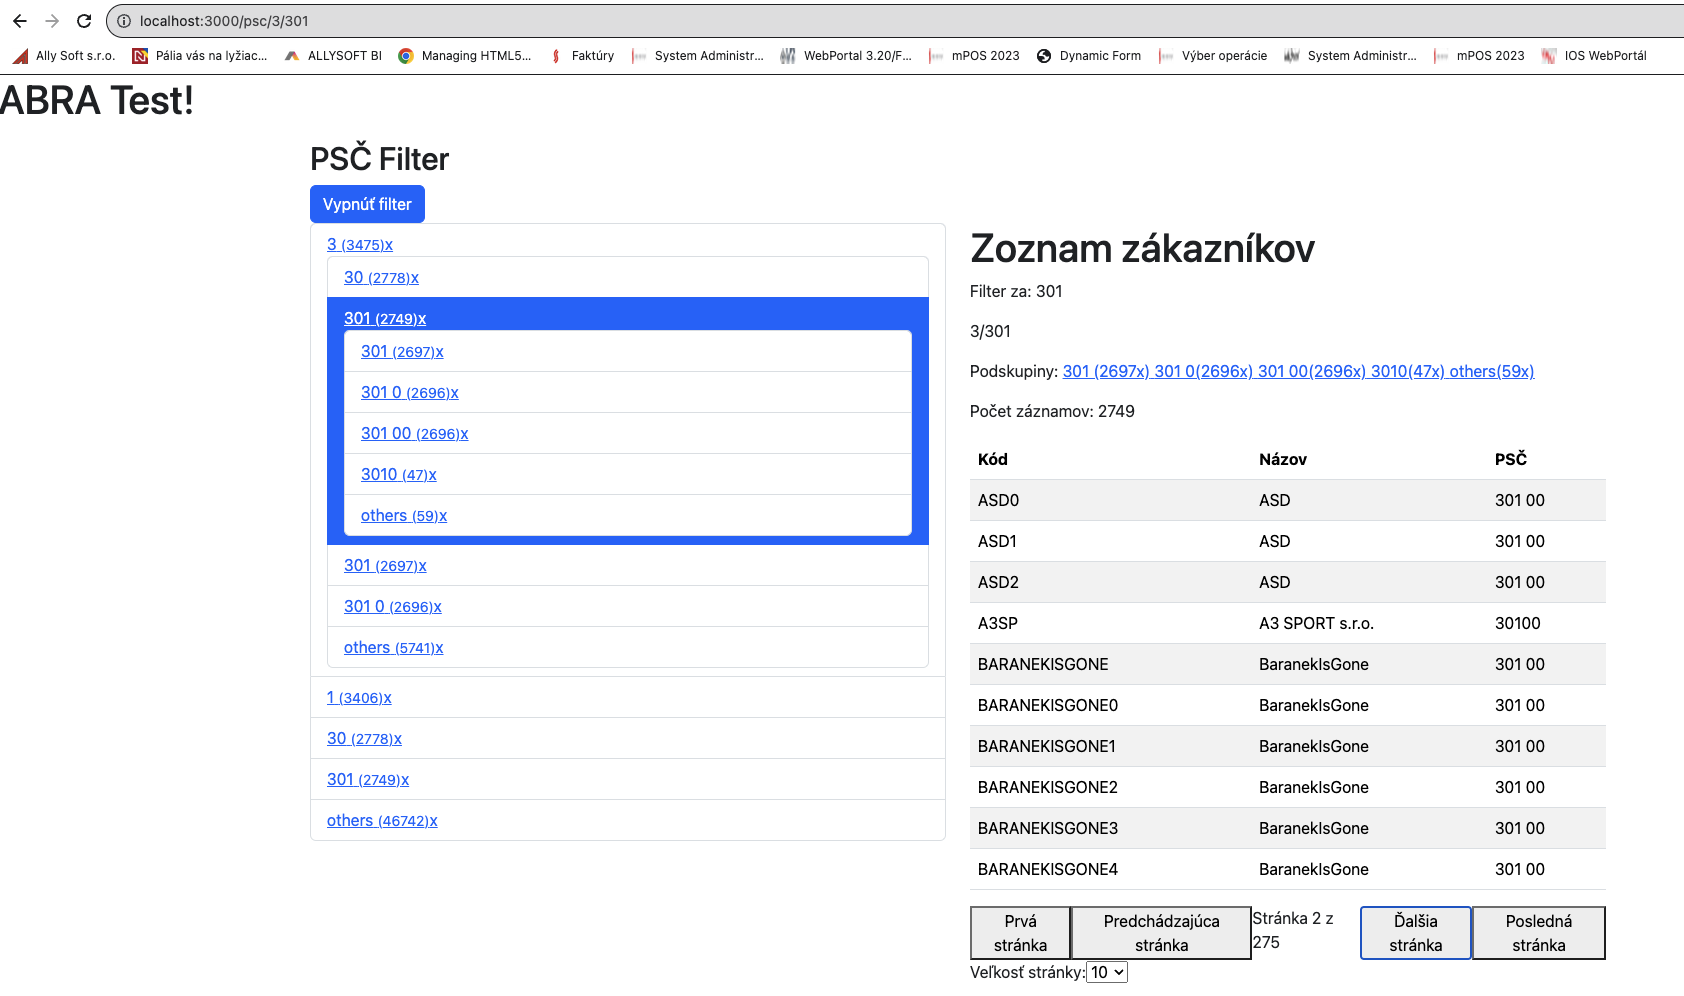 localhost:3000/psc/3/301
Ally Soft s.r.o. Pália vás na lyžiac... ALLYSOFT BI Managing HTML5... Faktúry System Administr... WebPortal 3.20/F... mPOS 2023 Dynamic Form Výber operácie System Administr... mPOS 2023 IOS WebPortál
ABRA Test!
PSČ Filter
Vypnúť filter
3 (3475)x
30 (2778)x
301 (2749)x
301 (2697)x
301 0 (2696)x
301 00 (2696)x
3010 (47)x
others (59)x
301 (2697)x
301 0 (2696)x
others (5741)x
1 (3406)x
30 (2778)x
301 (2749)x
others (46742)x
Zoznam zákazníkov
Filter za: 301
3/301
Podskupiny: 301 (2697x) 301 0(2696x) 301 00(2696x) 3010(47x) others(59x)
Počet záznamov: 2749
Kód Názov PSČ
ASD0 ASD 301 00
ASD1 ASD 301 00
ASD2 ASD 301 00
A3SP A3 SPORT s.r.o. 30100
BARANEKISGONE BaranekIsGone 301 00
BARANEKISGONE0 BaranekIsGone 301 00
BARANEKISGONE1 BaranekIsGone 301 00
BARANEKISGONE2 BaranekIsGone 301 00
BARANEKISGONE3 BaranekIsGone 301 00
BARANEKISGONE4 BaranekIsGone 301 00
Prvá
stránka
Predchádzajúca
stránka
Stránka 2 z
275
Ďalšia
stránka
Posledná
stránka
Veľkosť stránky: 10